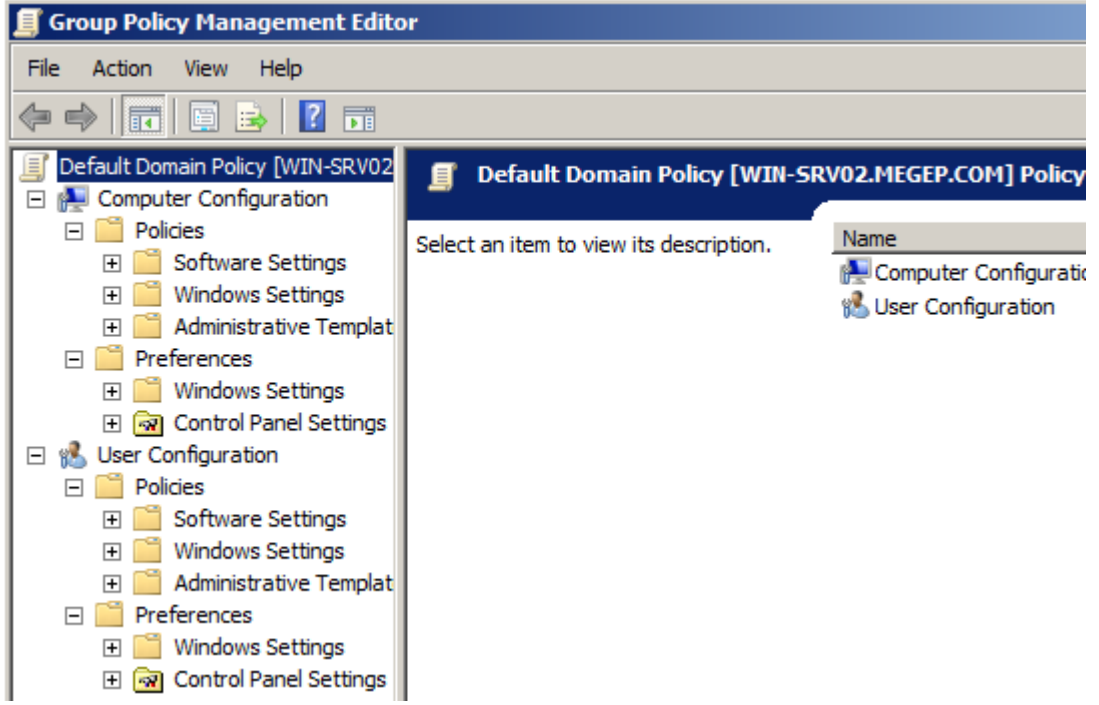 Group Policy Management Editor
File Action View Help
Default Domain Policy [WIN-SRV02
Computer Configuration
Policies
Software Settings
Windows Settings
Administrative Templat
Preferences
Windows Settings
Control Panel Settings
User Configuration
Policies
Software Settings
Windows Settings
Administrative Templat
Preferences
Windows Settings
Control Panel Settings
Default Domain Policy [WIN-SRV02.MEGEP.COM] Policy
Select an item to view its description.
Name
Computer Configuratio
User Configuration